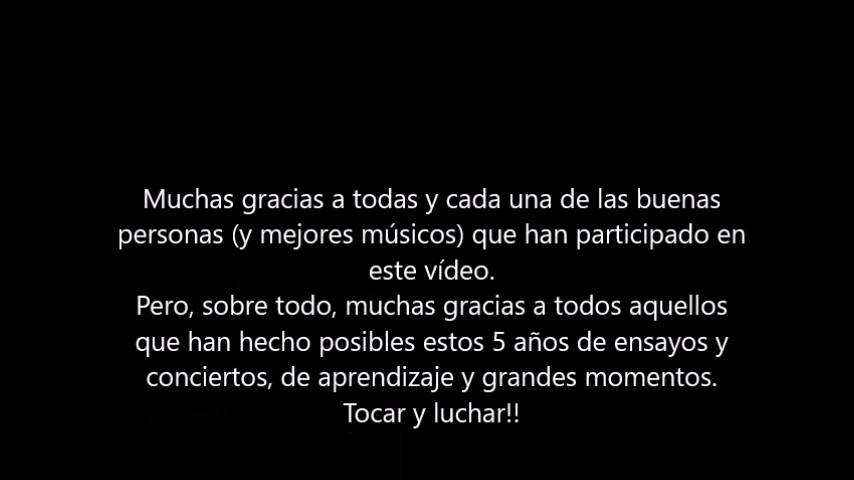 Muchas gracias a todas y cada una de las buenas
personas (y mejores músicos) que han participado en
este vídeo.
Pero, sobre todo, muchas gracias a todos aquellos
que han hecho posibles estos 5 años de ensayos y
conciertos, de aprendizaje y grandes momentos.
Tocar y luchar!!